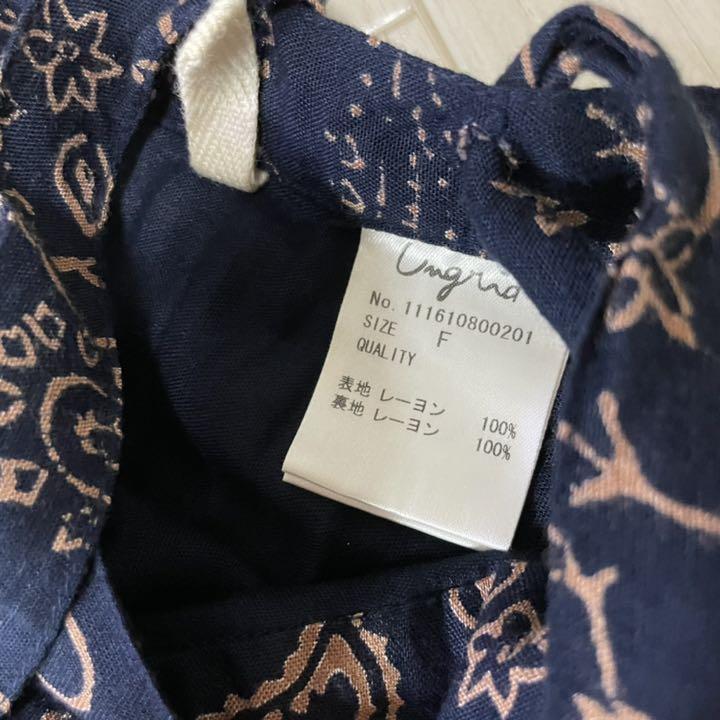 Ungrid
No. 111610800201
SIZE F
QUALITY
表地 レーヨン 100%
裏地 レーヨン 100%